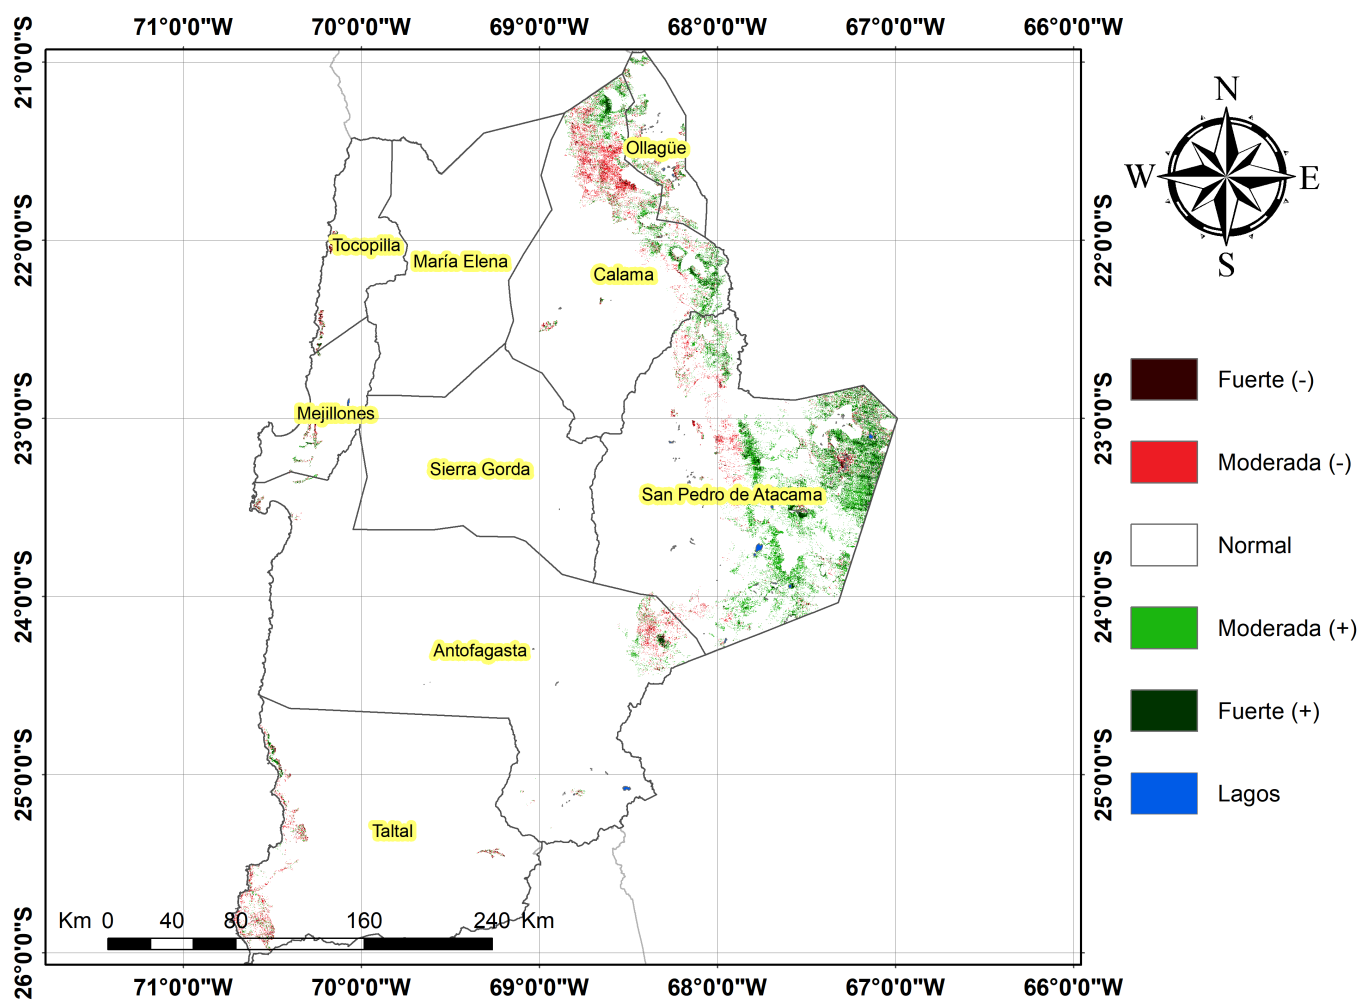 71°0'0"W 70°0'0"W 69°0'0"W 68°0'0"W 67°0'0"W 66°0'0"W
21°0'0"S
22°0'0"S
23°0'0"S
24°0'0"S
25°0'0"S
26°0'0"S
Ollagüe
Tocopilla
María Elena
Calama
Mejillones
Sierra Gorda
San Pedro de Atacama
Antofagasta
Taltal
Km 0 40 80 160 240 Km
22°0'0"S
23°0'0"S
24°0'0"S
25°0'0"S
71°0'0"W 70°0'0"W 69°0'0"W 68°0'0"W 67°0'0"W 66°0'0"W
N
W E
S
Fuerte (-)
Moderada (-)
Normal
Moderada (+)
Fuerte (+)
Lagos